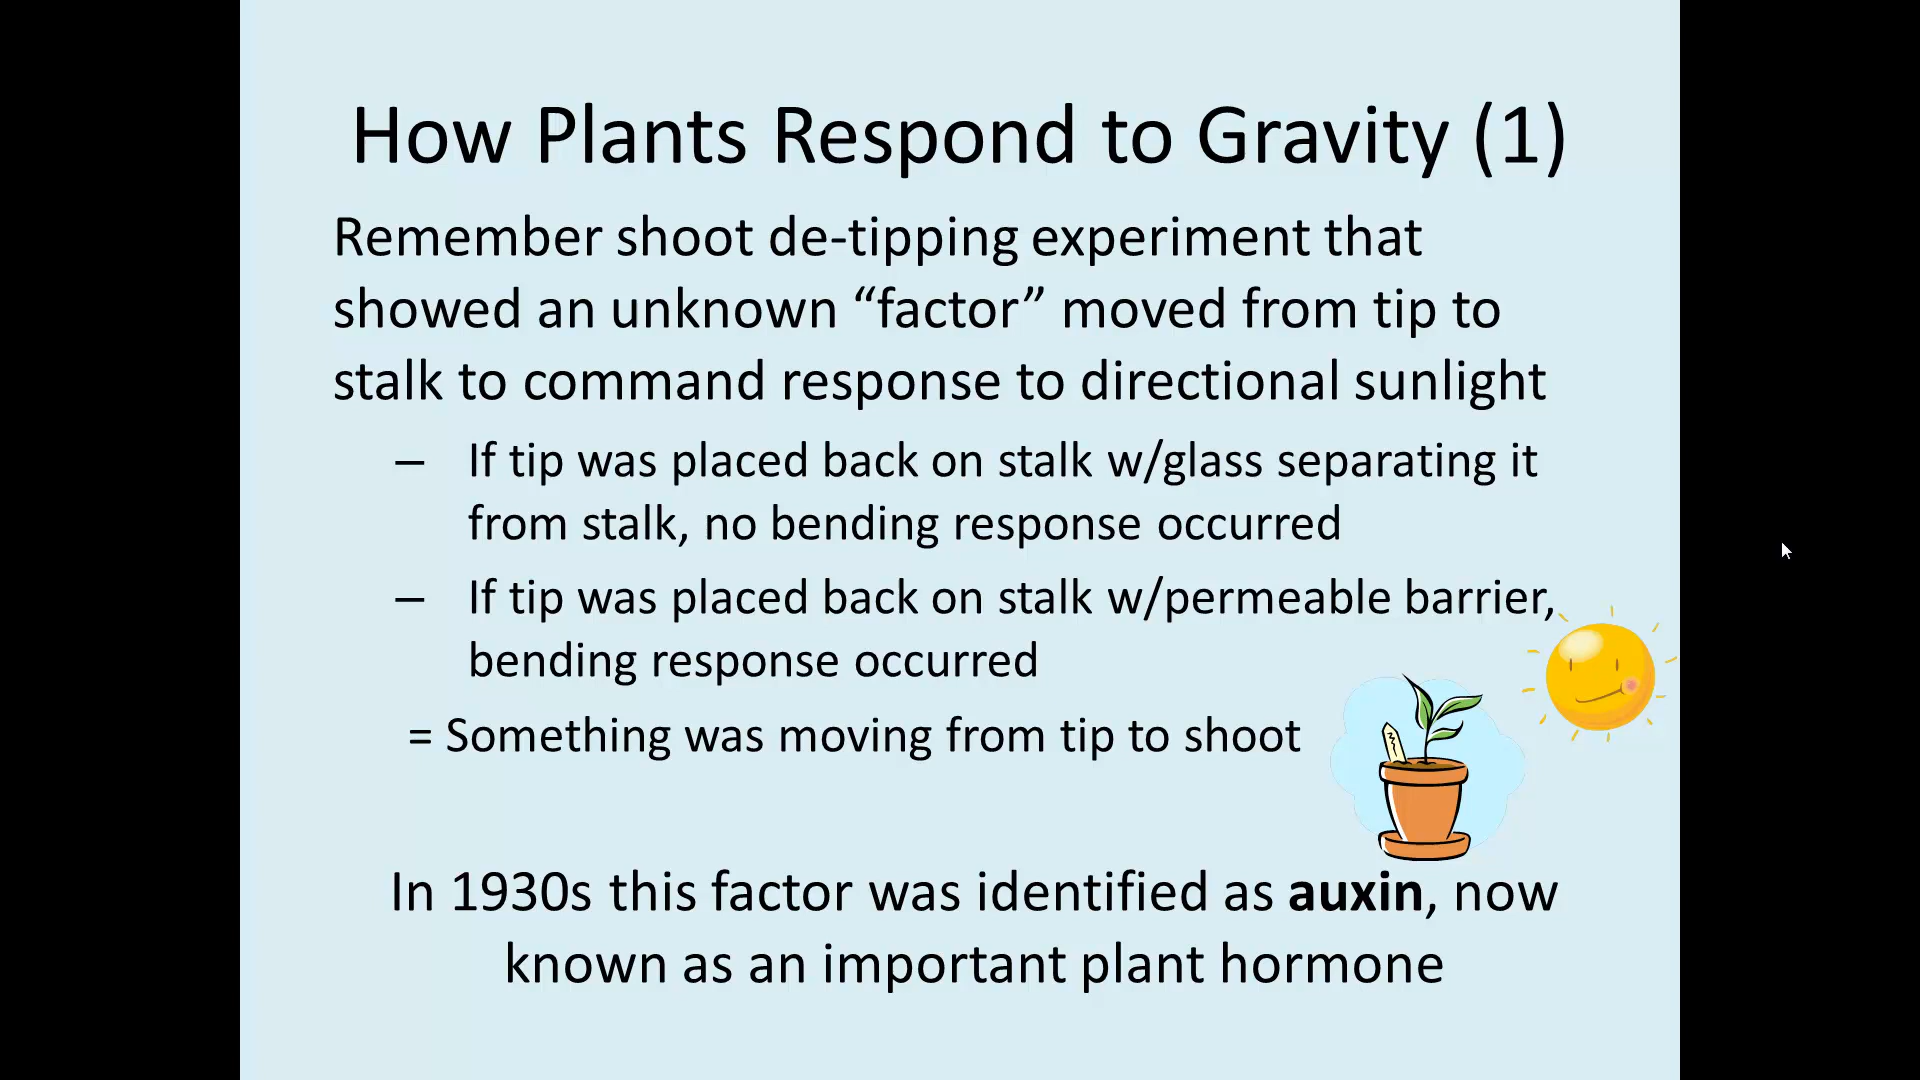 How Plants Respond to Gravity (1)
Remember shoot de-tipping experiment that
showed an unknown “factor” moved from tip to
stalk to command response to directional sunlight
– If tip was placed back on stalk w/glass separating it
from stalk, no bending response occurred
– If tip was placed back on stalk w/permeable barrier,
bending response occurred
= Something was moving from tip to shoot
In 1930s this factor was identified as auxin, now
known as an important plant hormone